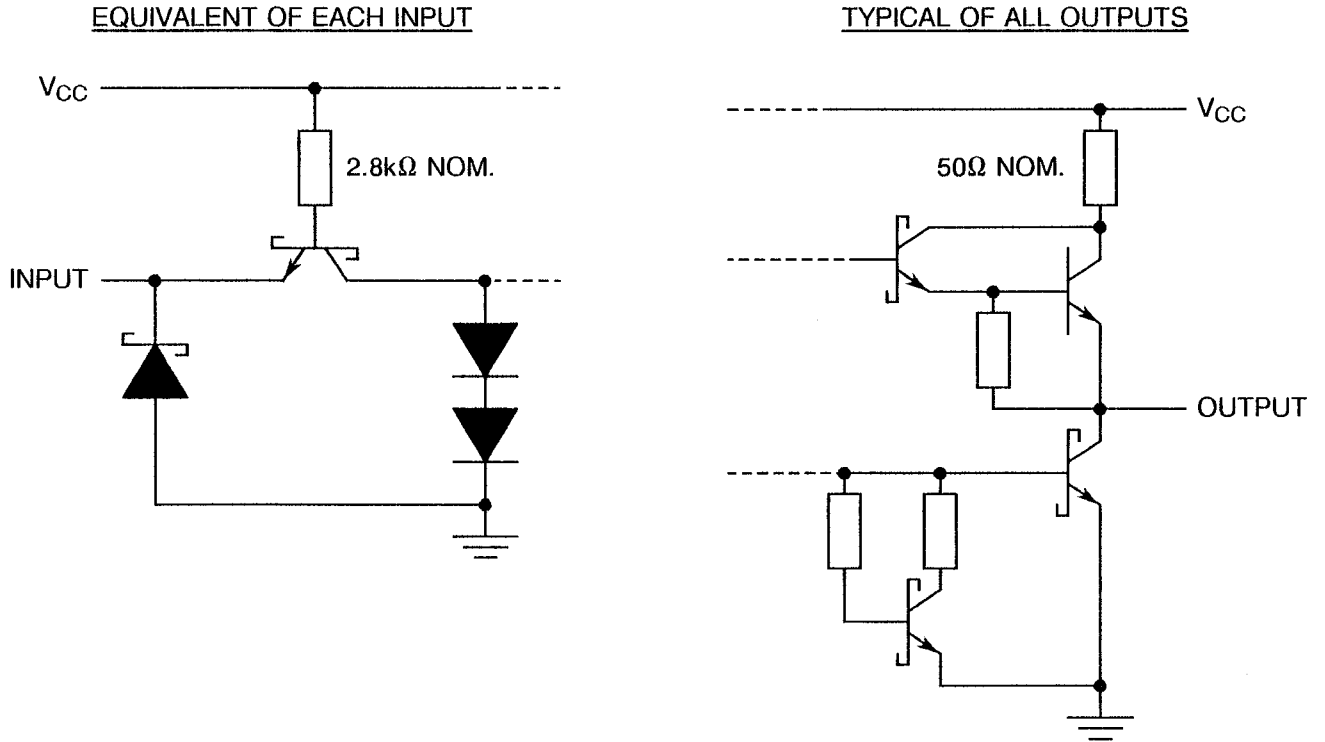 EQUIVALENT OF EACH INPUT
TYPICAL OF ALL OUTPUTS
VCC
2.8kΩ NOM.
INPUT
VCC
50Ω NOM.
OUTPUT